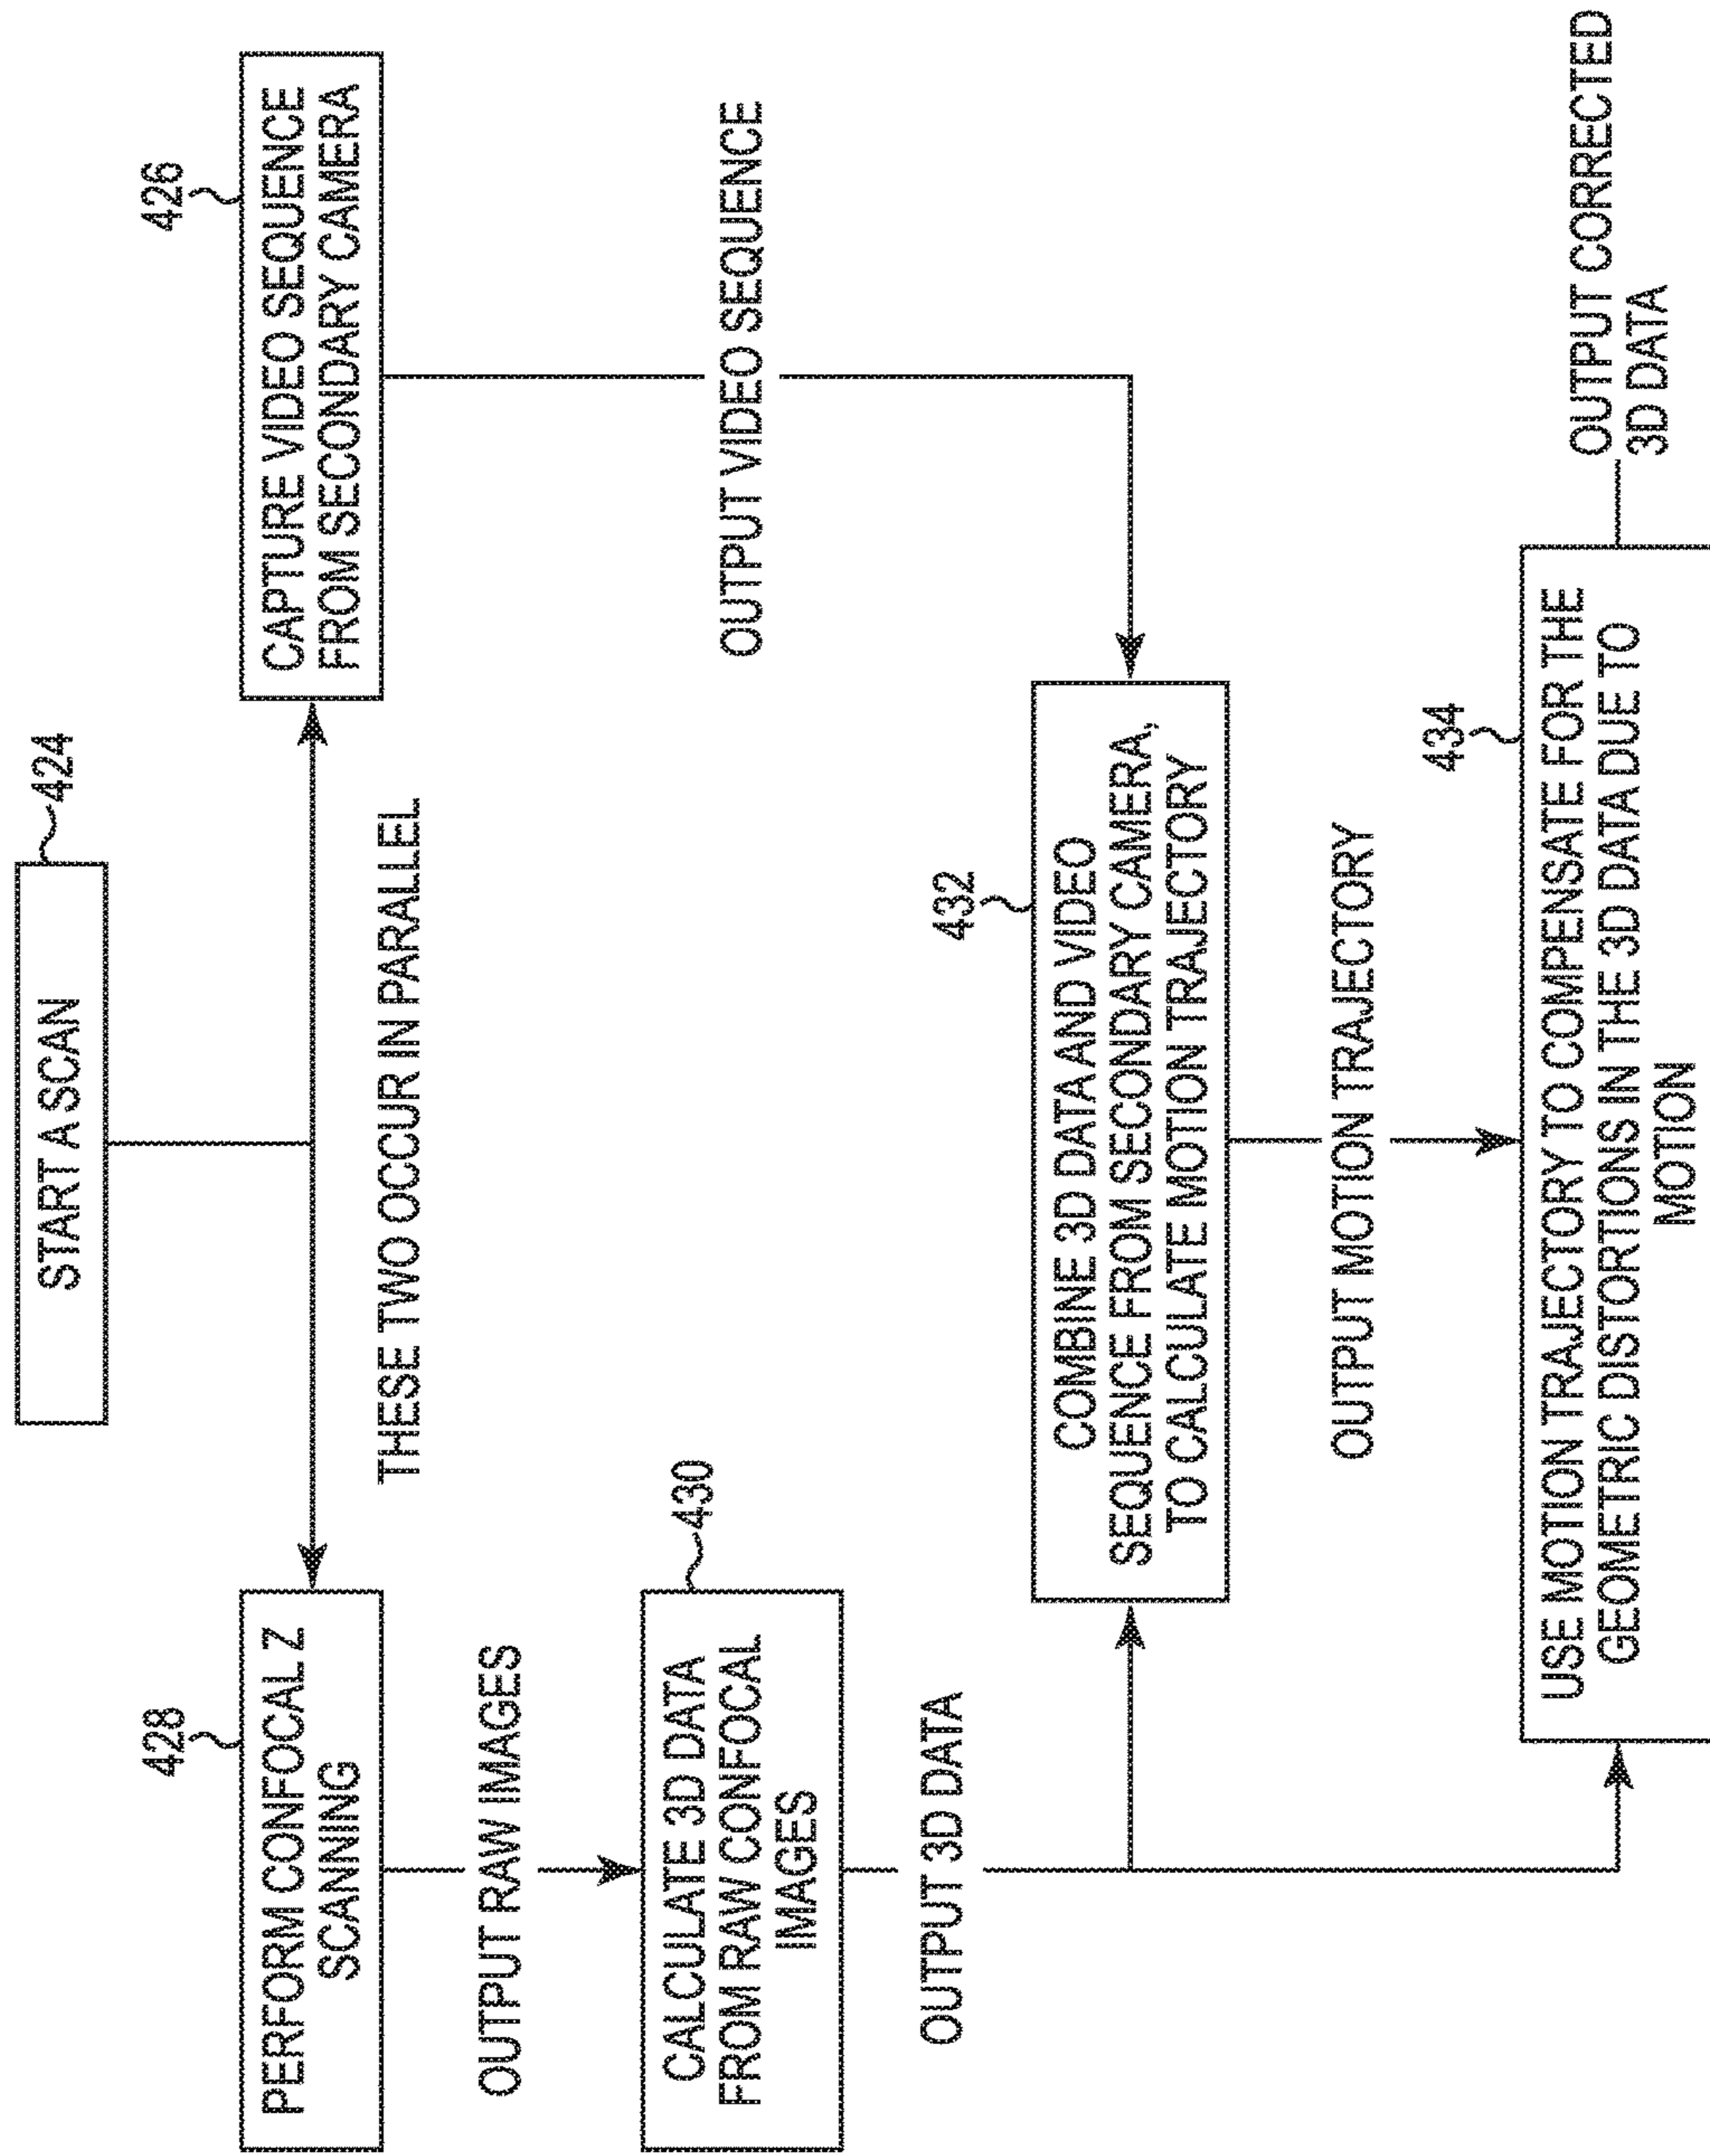 START A SCAN
424
PERFORM CONFOCAL Z
SCANNING
428
CAPTURE VIDEO SEQUENCE
FROM SECONDARY CAMERA
426
THESE TWO OCCUR IN PARALLEL
OUTPUT RAW IMAGES
CALCULATE 3D DATA
FROM RAW CONFOCAL
IMAGES
430
OUTPUT VIDEO SEQUENCE
OUTPUT 3D DATA
COMBINE 3D DATA AND VIDEO
SEQUENCE FROM SECONDARY CAMERA,
TO CALCULATE MOTION TRAJECTORY
432
OUTPUT MOTION TRAJECTORY
USE MOTION TRAJECTORY TO COMPENSATE FOR THE
GEOMETRIC DISTORTIONS IN THE 3D DATA DUE TO
MOTION
434
OUTPUT CORRECTED
3D DATA